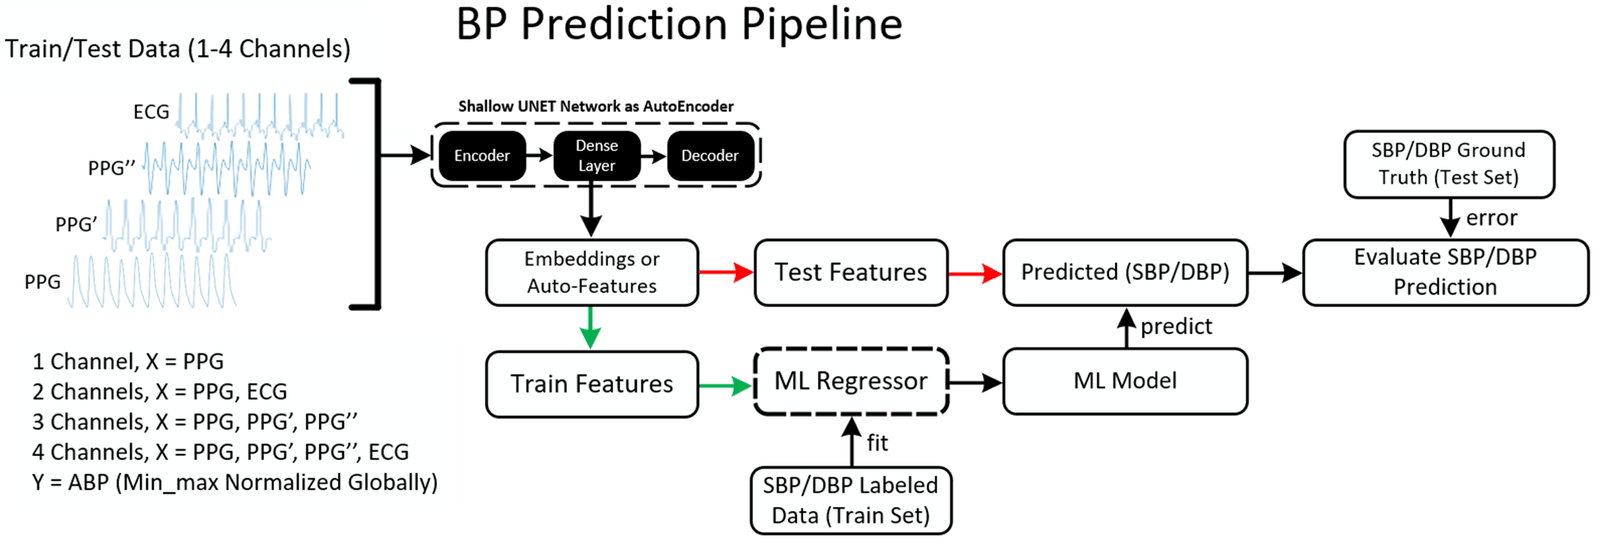 BP Prediction Pipeline
Train/Test Data (1-4 Channels)
ECG
PPG’’
PPG’
PPG
1 Channel, X = PPG
2 Channels, X = PPG, ECG
3 Channels, X = PPG, PPG’, PPG’’
4 Channels, X = PPG, PPG’, PPG’’, ECG
Y = ABP (Min_max Normalized Globally)
Shallow UNET Network as AutoEncoder
Encoder
Dense
Layer
Decoder
Embeddings or
Auto-Features
Test Features
Predicted (SBP/DBP)
SBP/DBP Ground
Truth (Test Set)
error
Evaluate SBP/DBP
Prediction
Train Features
ML Regressor
ML Model
predict
fit
SBP/DBP Labeled
Data (Train Set)